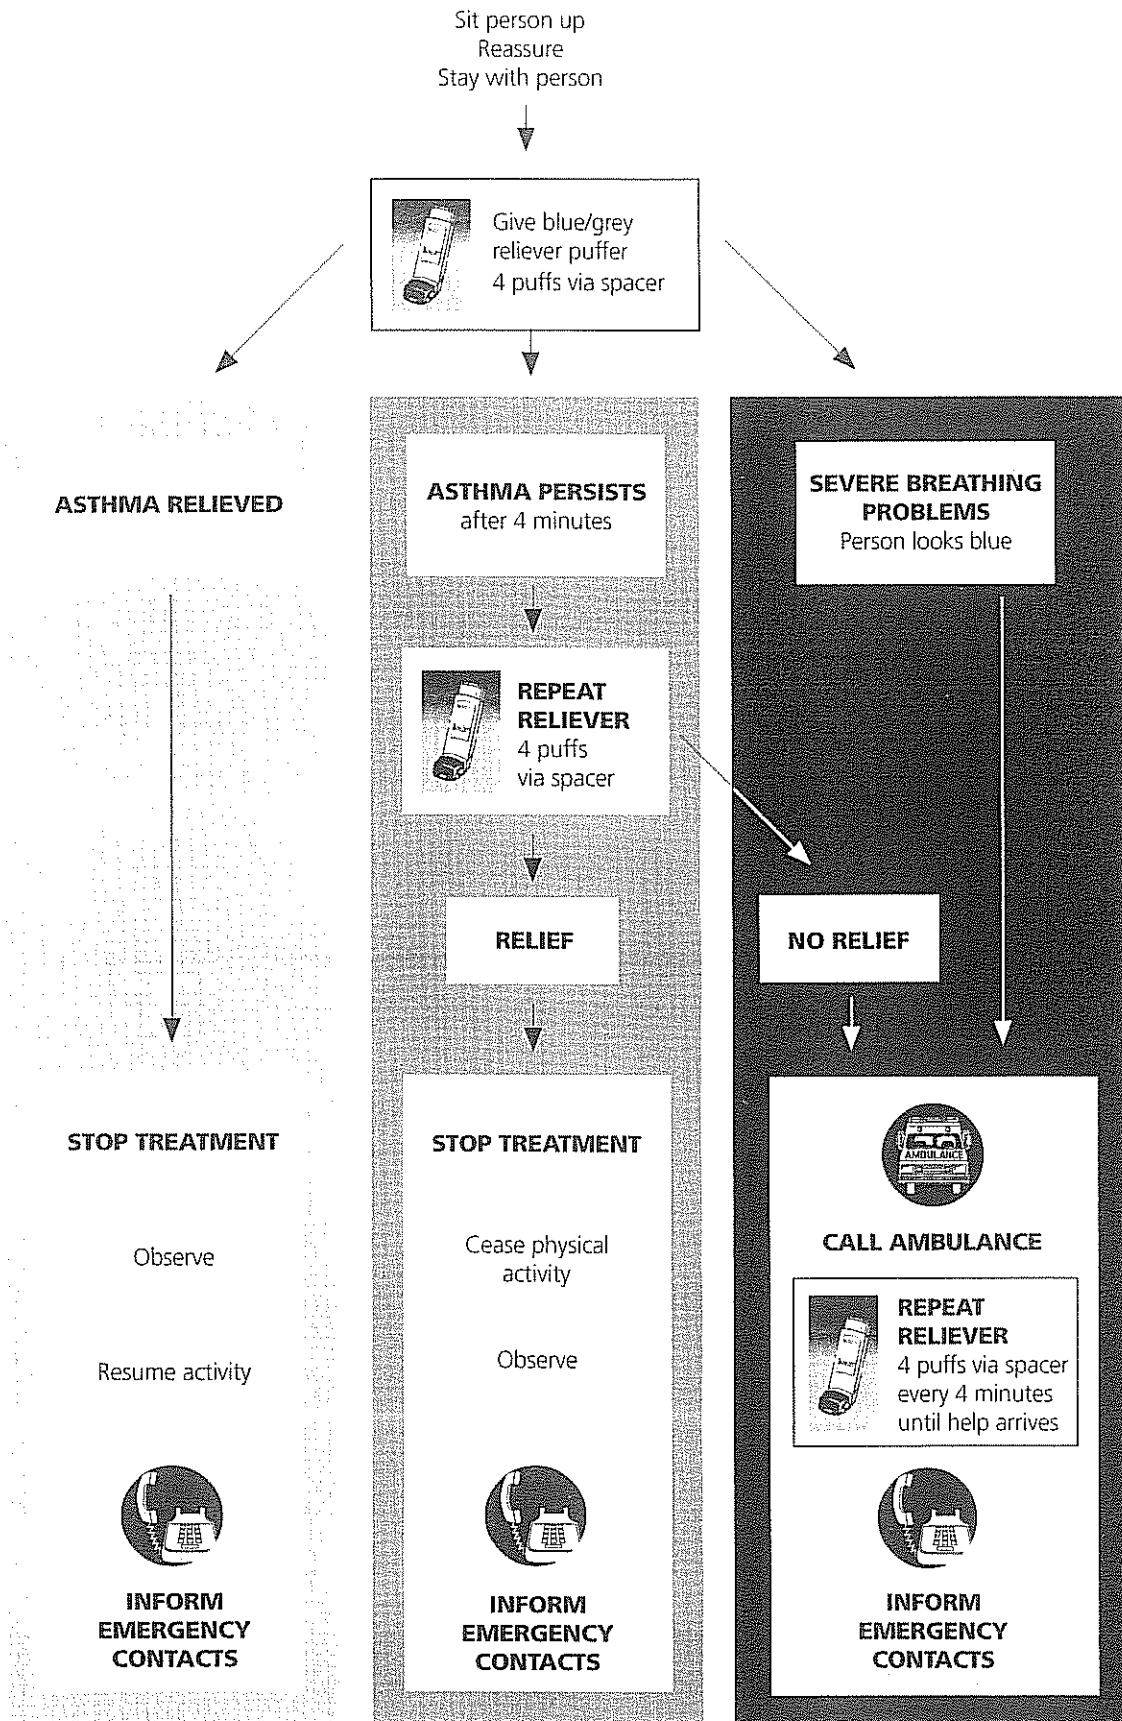 Sit person up
Reassure
Stay with person
Give blue/grey
reliever puffer
4 puffs via spacer
ASTHMA RELIEVED
ASTHMA PERSISTS
after 4 minutes
SEVERE BREATHING
PROBLEMS
Person looks blue
REPEAT
RELIEVER
4 puffs
via spacer
RELIEF
NO RELIEF
STOP TREATMENT
Observe
Resume activity
INFORM
EMERGENCY
CONTACTS
STOP TREATMENT
Cease physical
activity
Observe
INFORM
EMERGENCY
CONTACTS
AMBULANCE
CALL AMBULANCE
REPEAT
RELIEVER
4 puffs via spacer
every 4 minutes
until help arrives
INFORM
EMERGENCY
CONTACTS